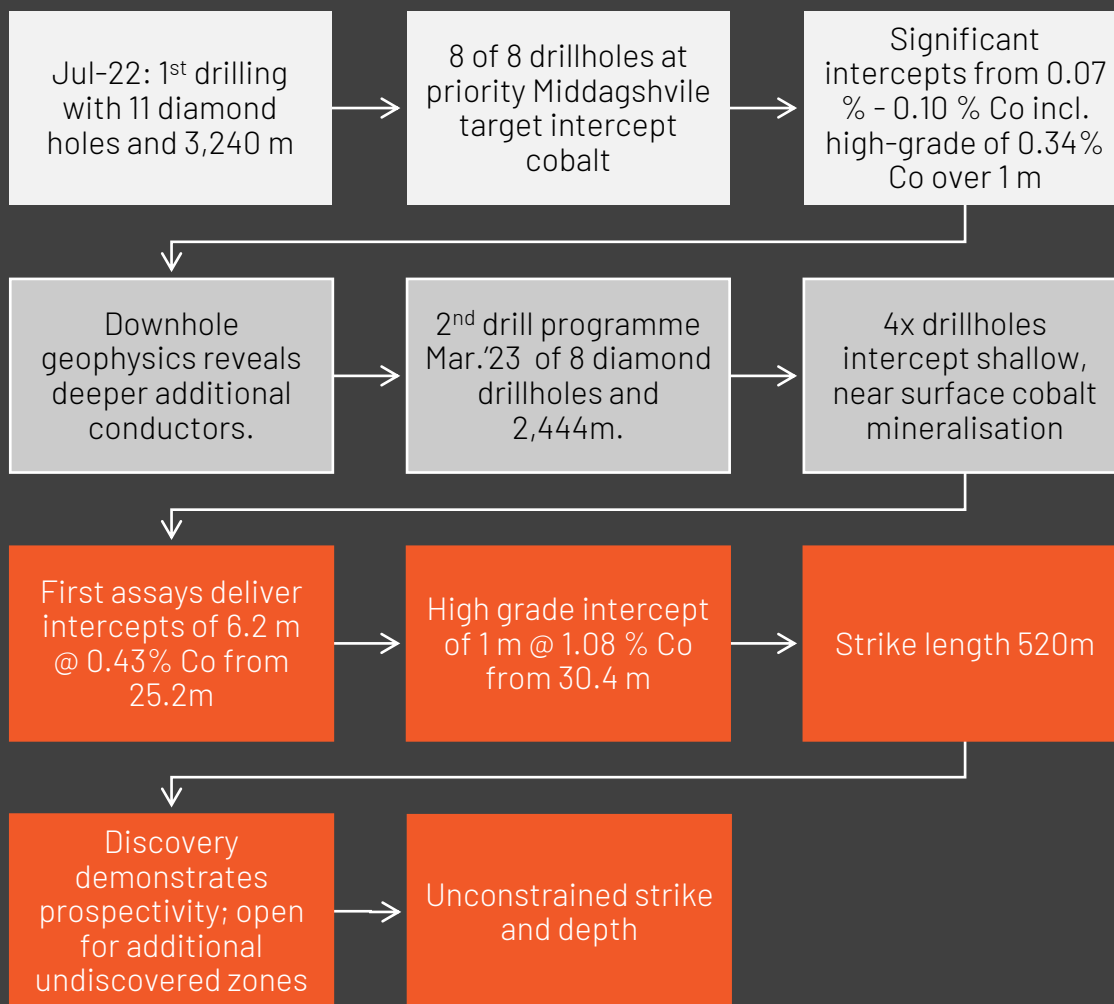 Jul-22: 1st drilling
with 11 diamond
holes and 3,240 m
8 of 8 drillholes at
priority Middagshvile
target intercept
cobalt
Significant
intercepts from 0.07
% - 0.10 % Co incl.
high-grade of 0.34%
Co over 1 m
Downhole
geophysics reveals
deeper additional
conductors.
2nd drill programme
Mar.'23 of 8 diamond
drillholes and
2,444m.
4x drillholes
intercept shallow,
near surface cobalt
mineralisation
First assays deliver
intercepts of 6.2 m
@ 0.43% Co from
25.2m
High grade intercept
of 1 m @ 1.08 % Co
from 30.4 m
Strike length 520m
Discovery
demonstrates
prospectivity; open
for additional
undiscovered zones
Unconstrained strike
and depth